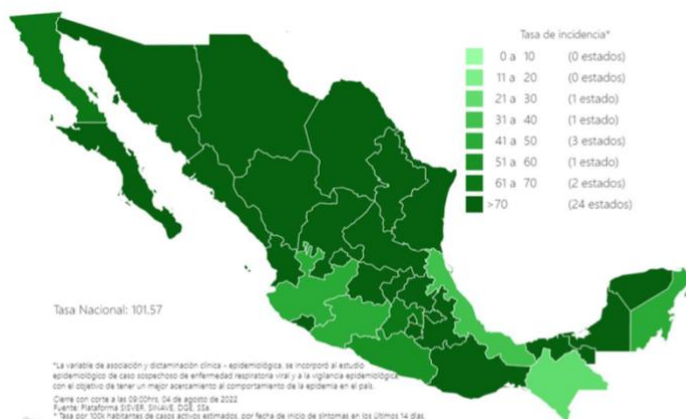 Tasa de incidencia*
0 a 10 (0 estados)
11 a 20 (0 estados)
21 a 30 (1 estado)
31 a 40 (1 estado)
41 a 50 (3 estados)
51 a 60 (1 estado)
61 a 70 (2 estados)
>70 (24 estados)
Tasa Nacional: 101.57
*La variable de asociación y dictaminación clínica - epidemiológica, se incorporó al estudio
epidemiológico de caso sospechoso de enfermedad respiratoria viral y a la vigilancia epidemiológica,
con el objetivo de tener un mejor acercamiento al comportamiento de la epidemia en el país.
Cierre con corte a las 09:00hrs, 04 de agosto de 2022
Fuente: Plataforma SISVER, SINAVE, DGE, SSa.
* Tasa por 100k habitantes de casos activos estimados, por fecha de inicio de síntomas en los últimos 14 días.